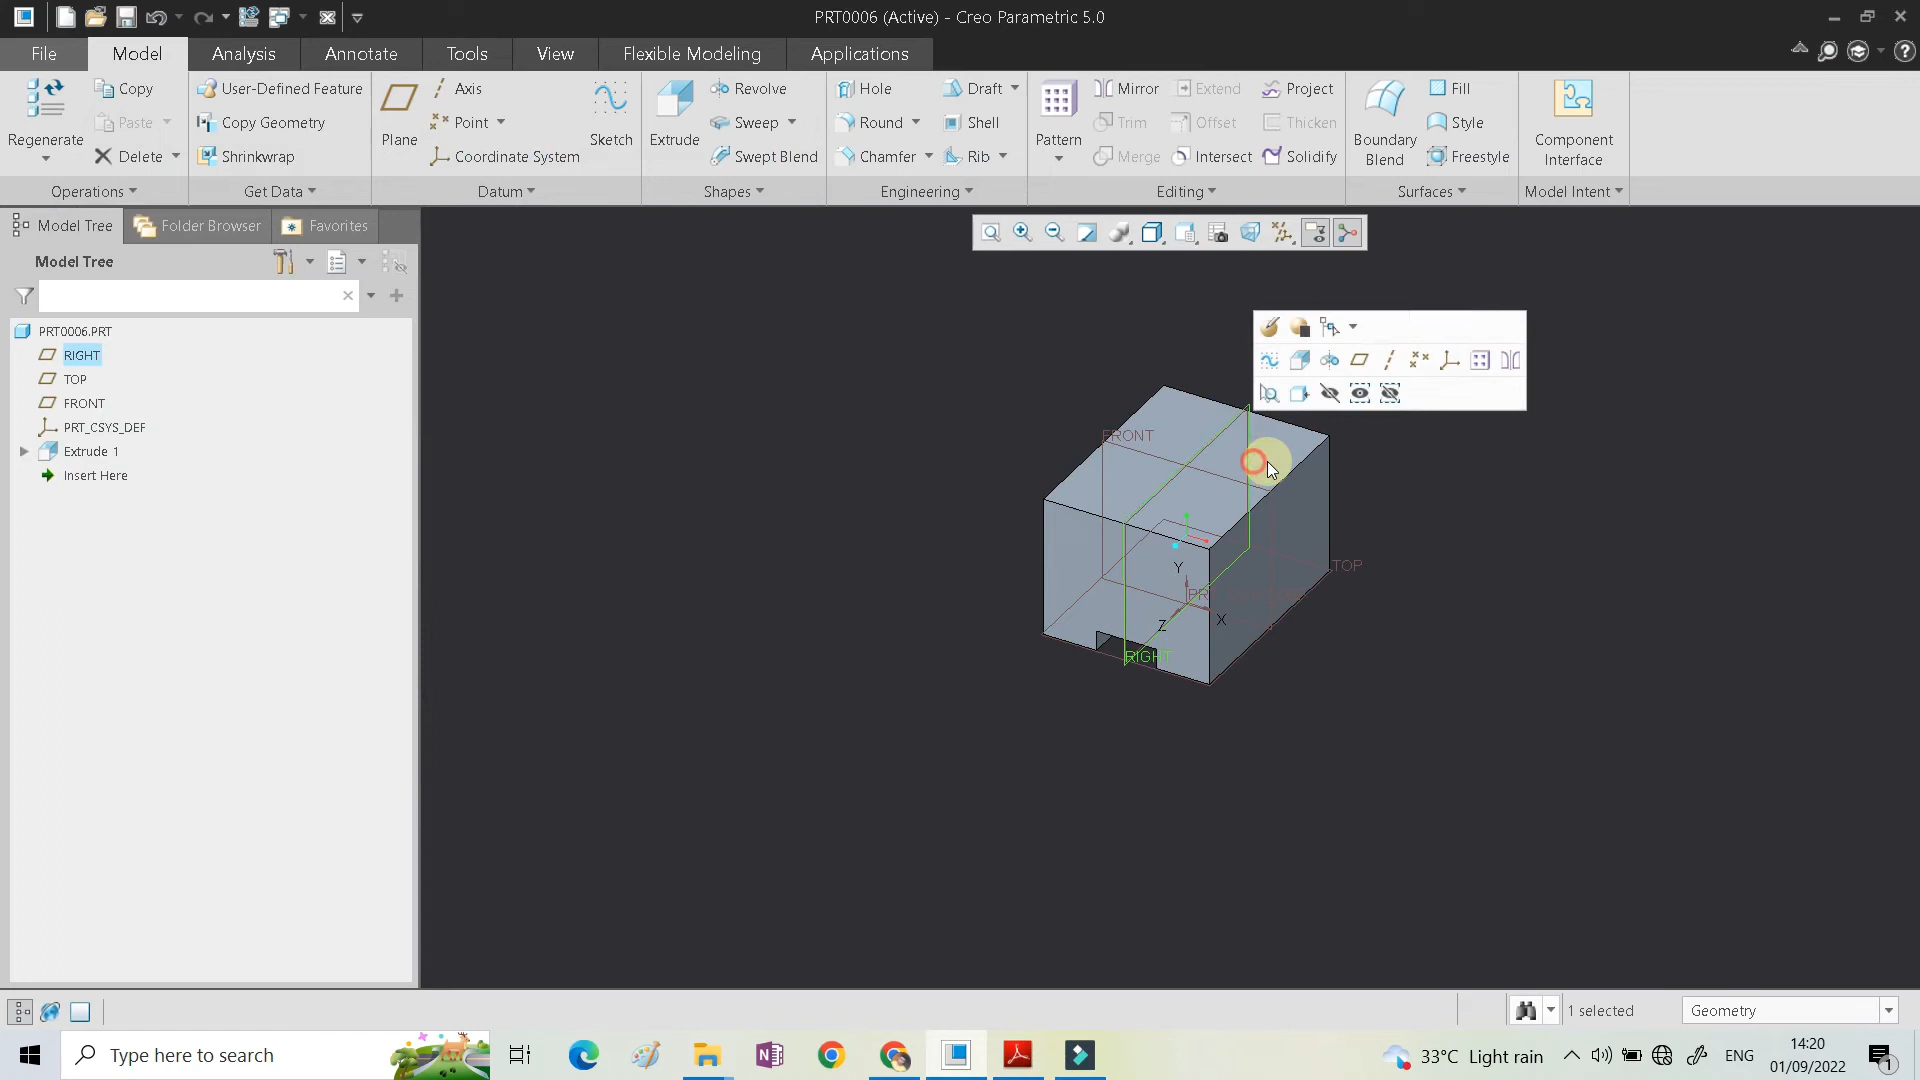 PRT0006 (Active) - Creo Parametric 5.0
File Model Analysis Annotate Tools View Flexible Modeling Applications
Regenerate
Copy
Paste
Delete
Operations
User-Defined Feature
Copy Geometry
Shrinkwrap
Get Data
Plane
Axis
Point
Coordinate System
Sketch
Datum
Extrude
Revolve
Sweep
Swept Blend
Shapes
Hole
Round
Chamfer
Draft
Shell
Rib
Engineering
Pattern
Mirror
Trim
Merge
Extend
Offset
Intersect
Project
Thicken
Solidify
Editing
Boundary
Blend
Fill
Style
Freestyle
Surfaces
Component
Interface
Model Intent
Model Tree Folder Browser Favorites
Model Tree
PRT0006.PRT
RIGHT
TOP
FRONT
PRT_CSYS_DEF
Extrude 1
Insert Here
FRONT
TOP
Y
X
Z
RIGHT
1 selected
Geometry
Type here to search
33°C Light rain
ENG
14:20
01/09/2022
1